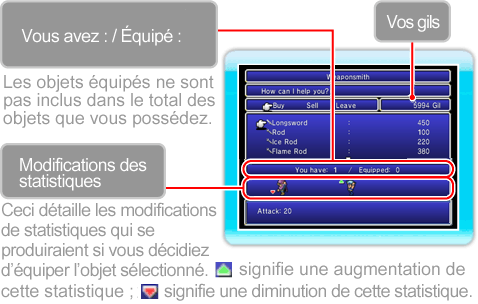 Vous avez : / Équipé :
Vos gils
Les objets équipés ne sont
pas inclus dans le total des
objets que vous possédez.
Weaponsmith
How can I help you?
Buy Sell Leave 5994 Gil
Longsword : 450
Rod : 100
Ice Rod : 220
Flame Rod : 380
You have: 1 / Equipped: 0
Attack: 20
Modifications des
statistiques
Ceci détaille les modifications
de statistiques qui se
produiraient si vous décidiez
d'équiper l'objet sélectionné. signifie une augmentation de
cette statistique ; signifie une diminution de cette statistique.